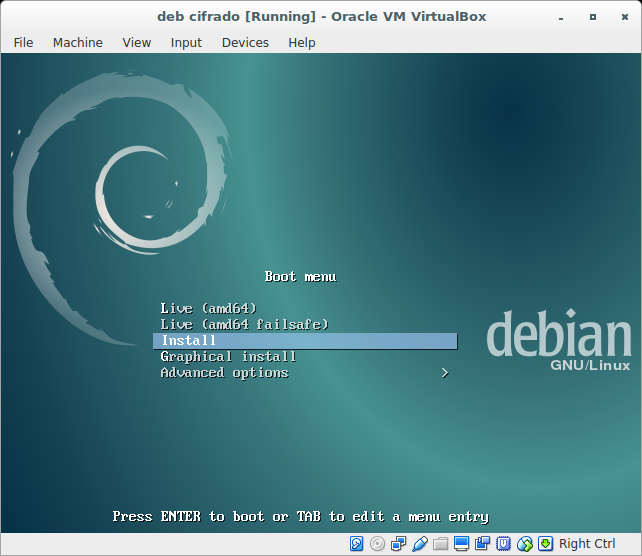 deb cifrado [Running] - Oracle VM VirtualBox
File Machine View Input Devices Help
Boot menu
Live (amd64)
Live (amd64 failsafe)
Install
Graphical install
Advanced options >
debian
GNU/Linux
Press ENTER to boot or TAB to edit a menu entry
Right Ctrl